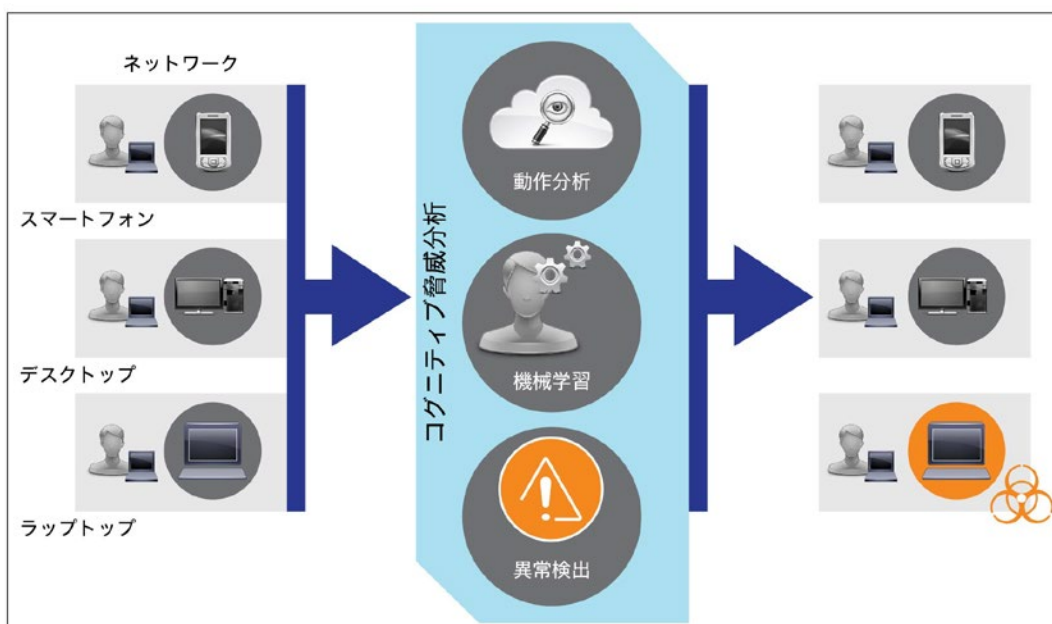 ネットワーク
スマートフォン
デスクトップ
ラップトップ
コグニティブ脅威分析
動作分析
機械学習
異常検出